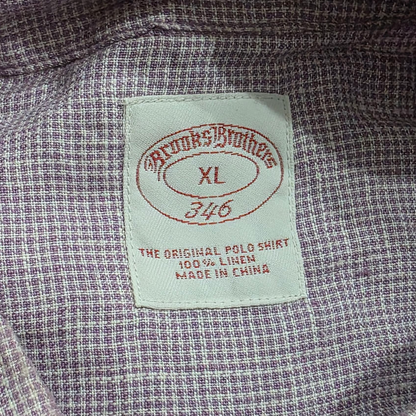 Brooks Brothers
XL
346
THE ORIGINAL POLO SHIRT
100% LINEN
MADE IN CHINA